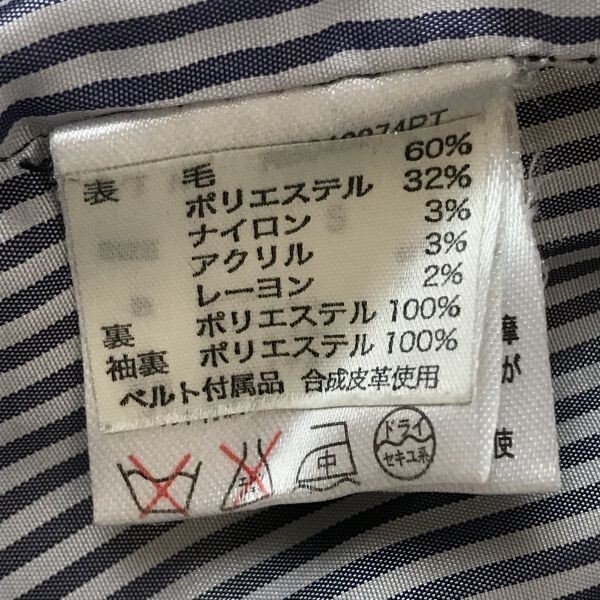 表 毛 60%
ポリエステル 32%
ナイロン 3%
アクリル 3%
レーヨン 2%
裏 ポリエステル 100%
袖裏 ポリエステル 100%
ベルト付属品 合成皮革使用
中
ドライ
セキユ系
摩
が
使